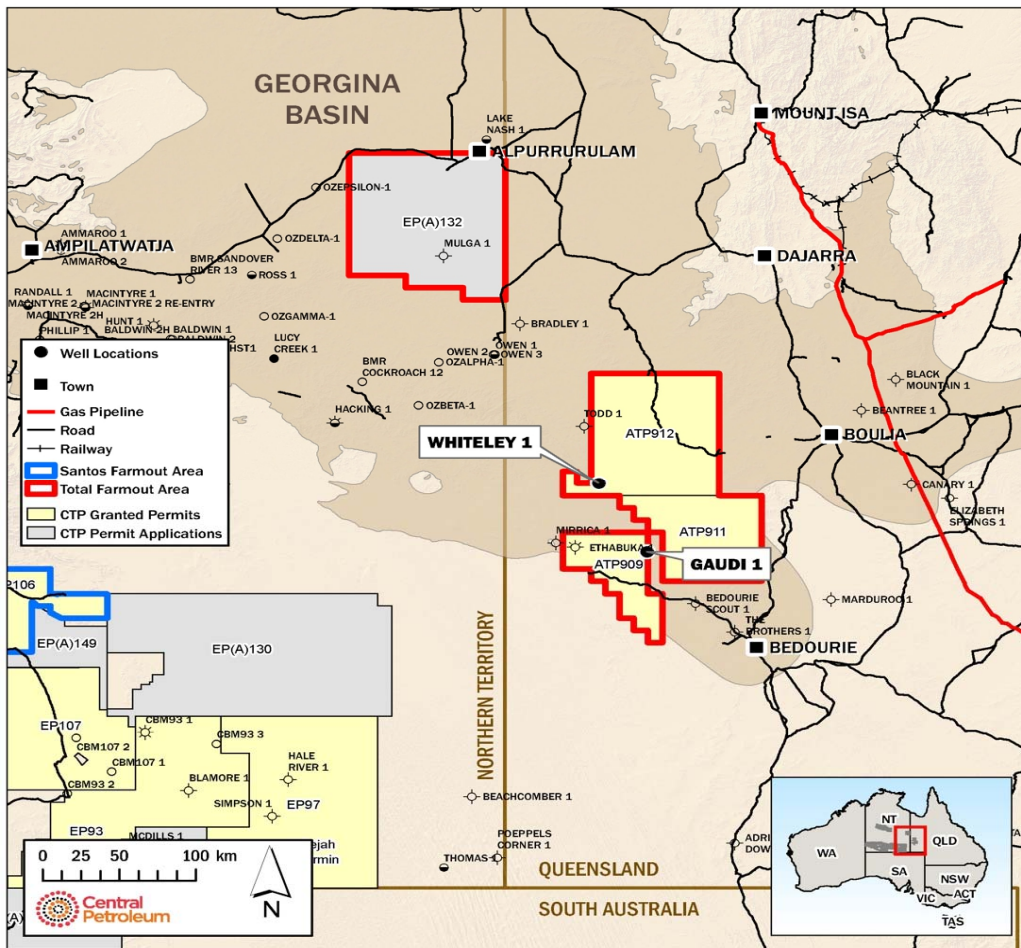 GEORGINA
BASIN
LAKE
NASH 1
ALPURRURULAM
MOUNT ISA
OZEPSILON-1
EP(A)132
MULGA 1
AMMAROO 1
AMPILATWATJA
AMMAROO 2
OZDELTA-1
BMR SANDOVER
RIVER 13
ROSS 1
DAJARRA
RANDALL 1
MACINTYRE 1
MACINTYRE 2
MACINTYRE 2 RE-ENTRY
MACINTYRE 2H
HUNT 1
PHILLIP 1
BALDWIN 2H
BALDWIN 1
BALDWIN 2
HST1
OZGAMMA-1
LUCY
CREEK 1
BRADLEY 1
OWEN 1
OWEN 2
OWEN 3
OZALPHA-1
BMR
COCKROACH 12
OZBETA-1
HACKING 1
BLACK
MOUNTAIN 1
BEANTREE 1
TODD 1
ATP912
BOULIA
WHITELEY 1
CANARY 1
ELIZABETH
SPRINGS 1
MIRRICA 1
ATP911
ETHABUKA 1
ATP909
GAUDI 1
BEDOURIE
SCOUT 1
MARDUROO 1
THE
BROTHERS 1
BEDOURIE
Well Locations
Town
Gas Pipeline
Road
Railway
Santos Farmout Area
Total Farmout Area
CTP Granted Permits
CTP Permit Applications
P106
EP(A)149
EP(A)130
EP107
CBM107 2
CBM107 1
CBM93 1
CBM93 3
CBM93 2
BLAMORE 1
HALE
RIVER 1
SIMPSON 1
EP97
EP93
MCDILLS 1
NORTHERN TERRITORY
BEACHCOMBER 1
POEPPELS
CORNER 1
THOMAS 1
QUEENSLAND
SOUTH AUSTRALIA
0 25 50 100 km
Central
Petroleum
N
WA
NT
QLD
SA
NSW
ACT
VIC
TAS